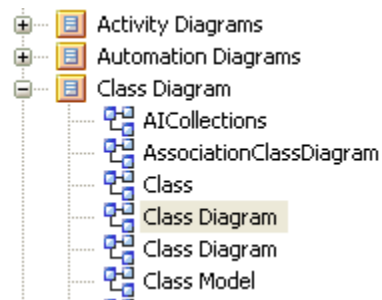 Activity Diagrams
Automation Diagrams
Class Diagram
AICollections
AssociationClassDiagram
Class
Class Diagram
Class Diagram
Class Model